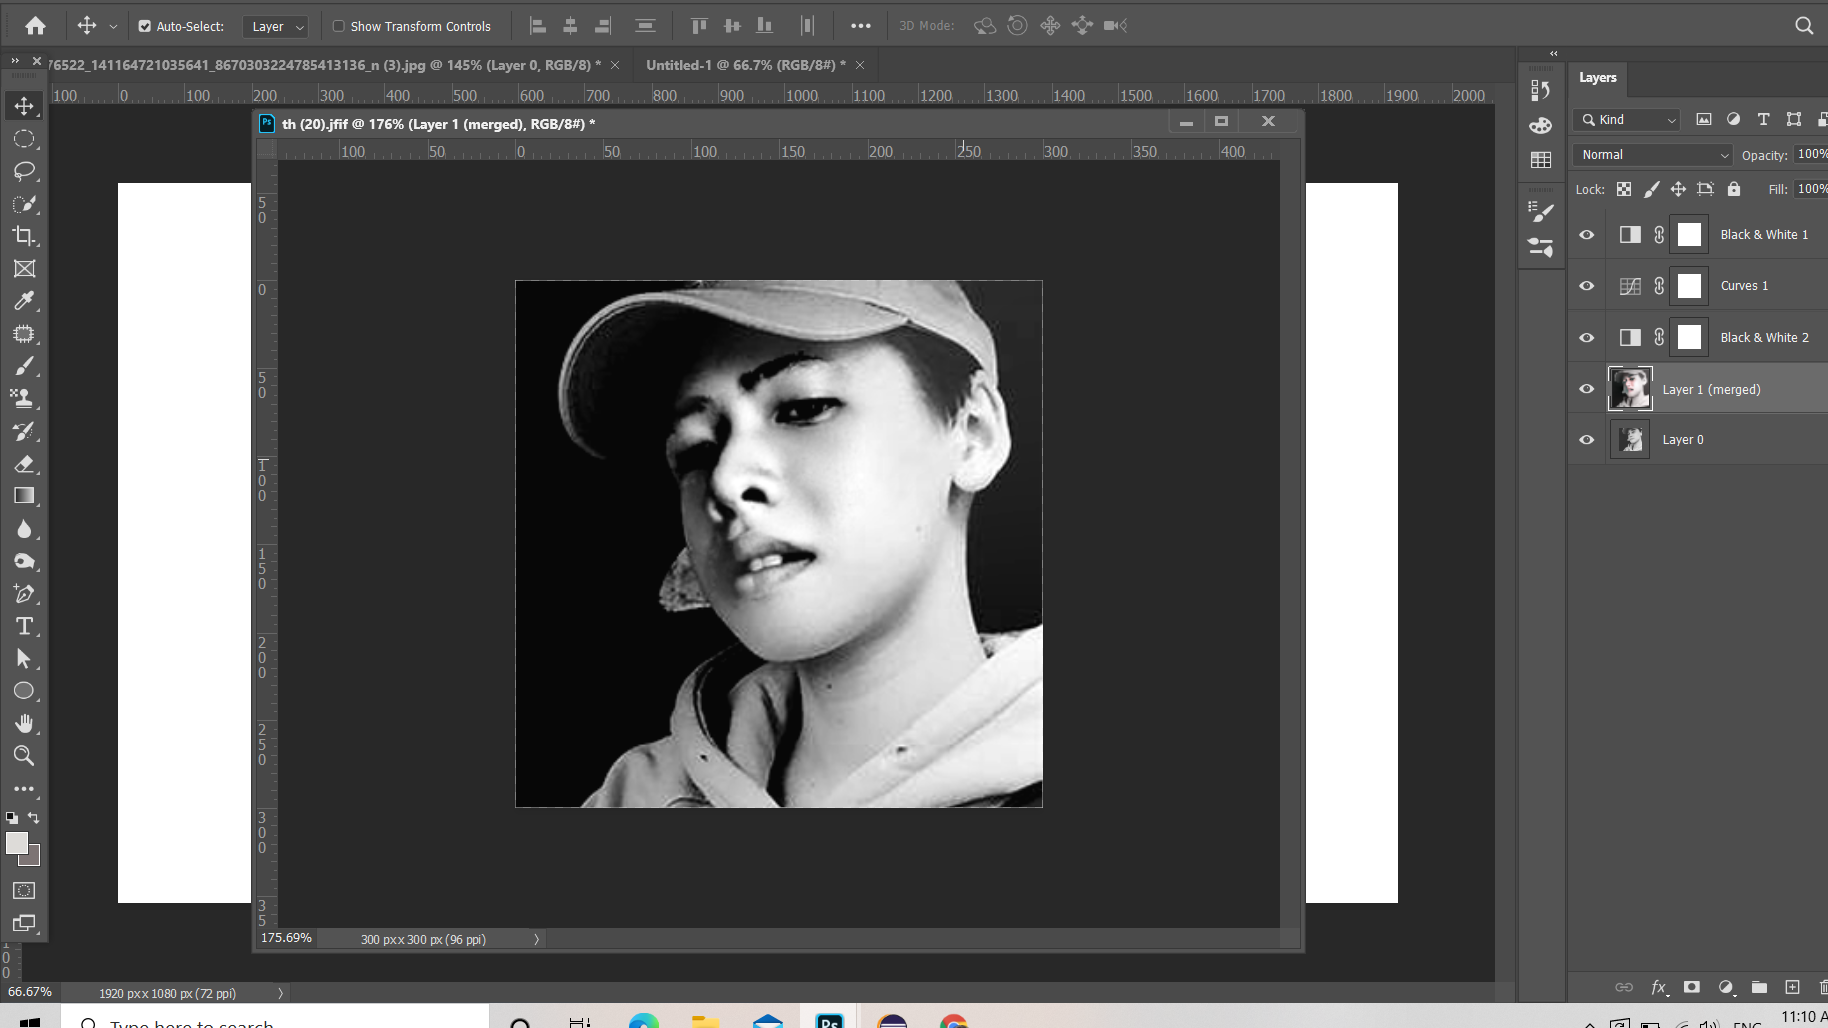 Auto-Select: Layer Show Transform Controls 3D Mode:
76522_141164721035641_8670303224785413136_n (3).jpg @ 145% (Layer 0, RGB/8) * × Untitled-1 @ 66.7% (RGB/8#) * ×
100 0 100 200 300 400 500 600 700 800 900 1000 1100 1200 1300 1400 1500 1600 1700 1800 1900 2000
Ps th (20).jfif @ 176% (Layer 1 (merged), RGB/8#) *
100 50 0 50 100 150 200 250 300 350 400
50
0
50
100
150
200
250
300
35
175.69% 300 px x 300 px (96 ppi)
100
66.67% 1920 px x 1080 px (72 ppi)
Layers
Kind
Normal Opacity: 100%
Lock: Fill: 100%
Black & White 1
Curves 1
Black & White 2
Layer 1 (merged)
Layer 0
fx
Type here to search
Ps
ENG
11:10 A